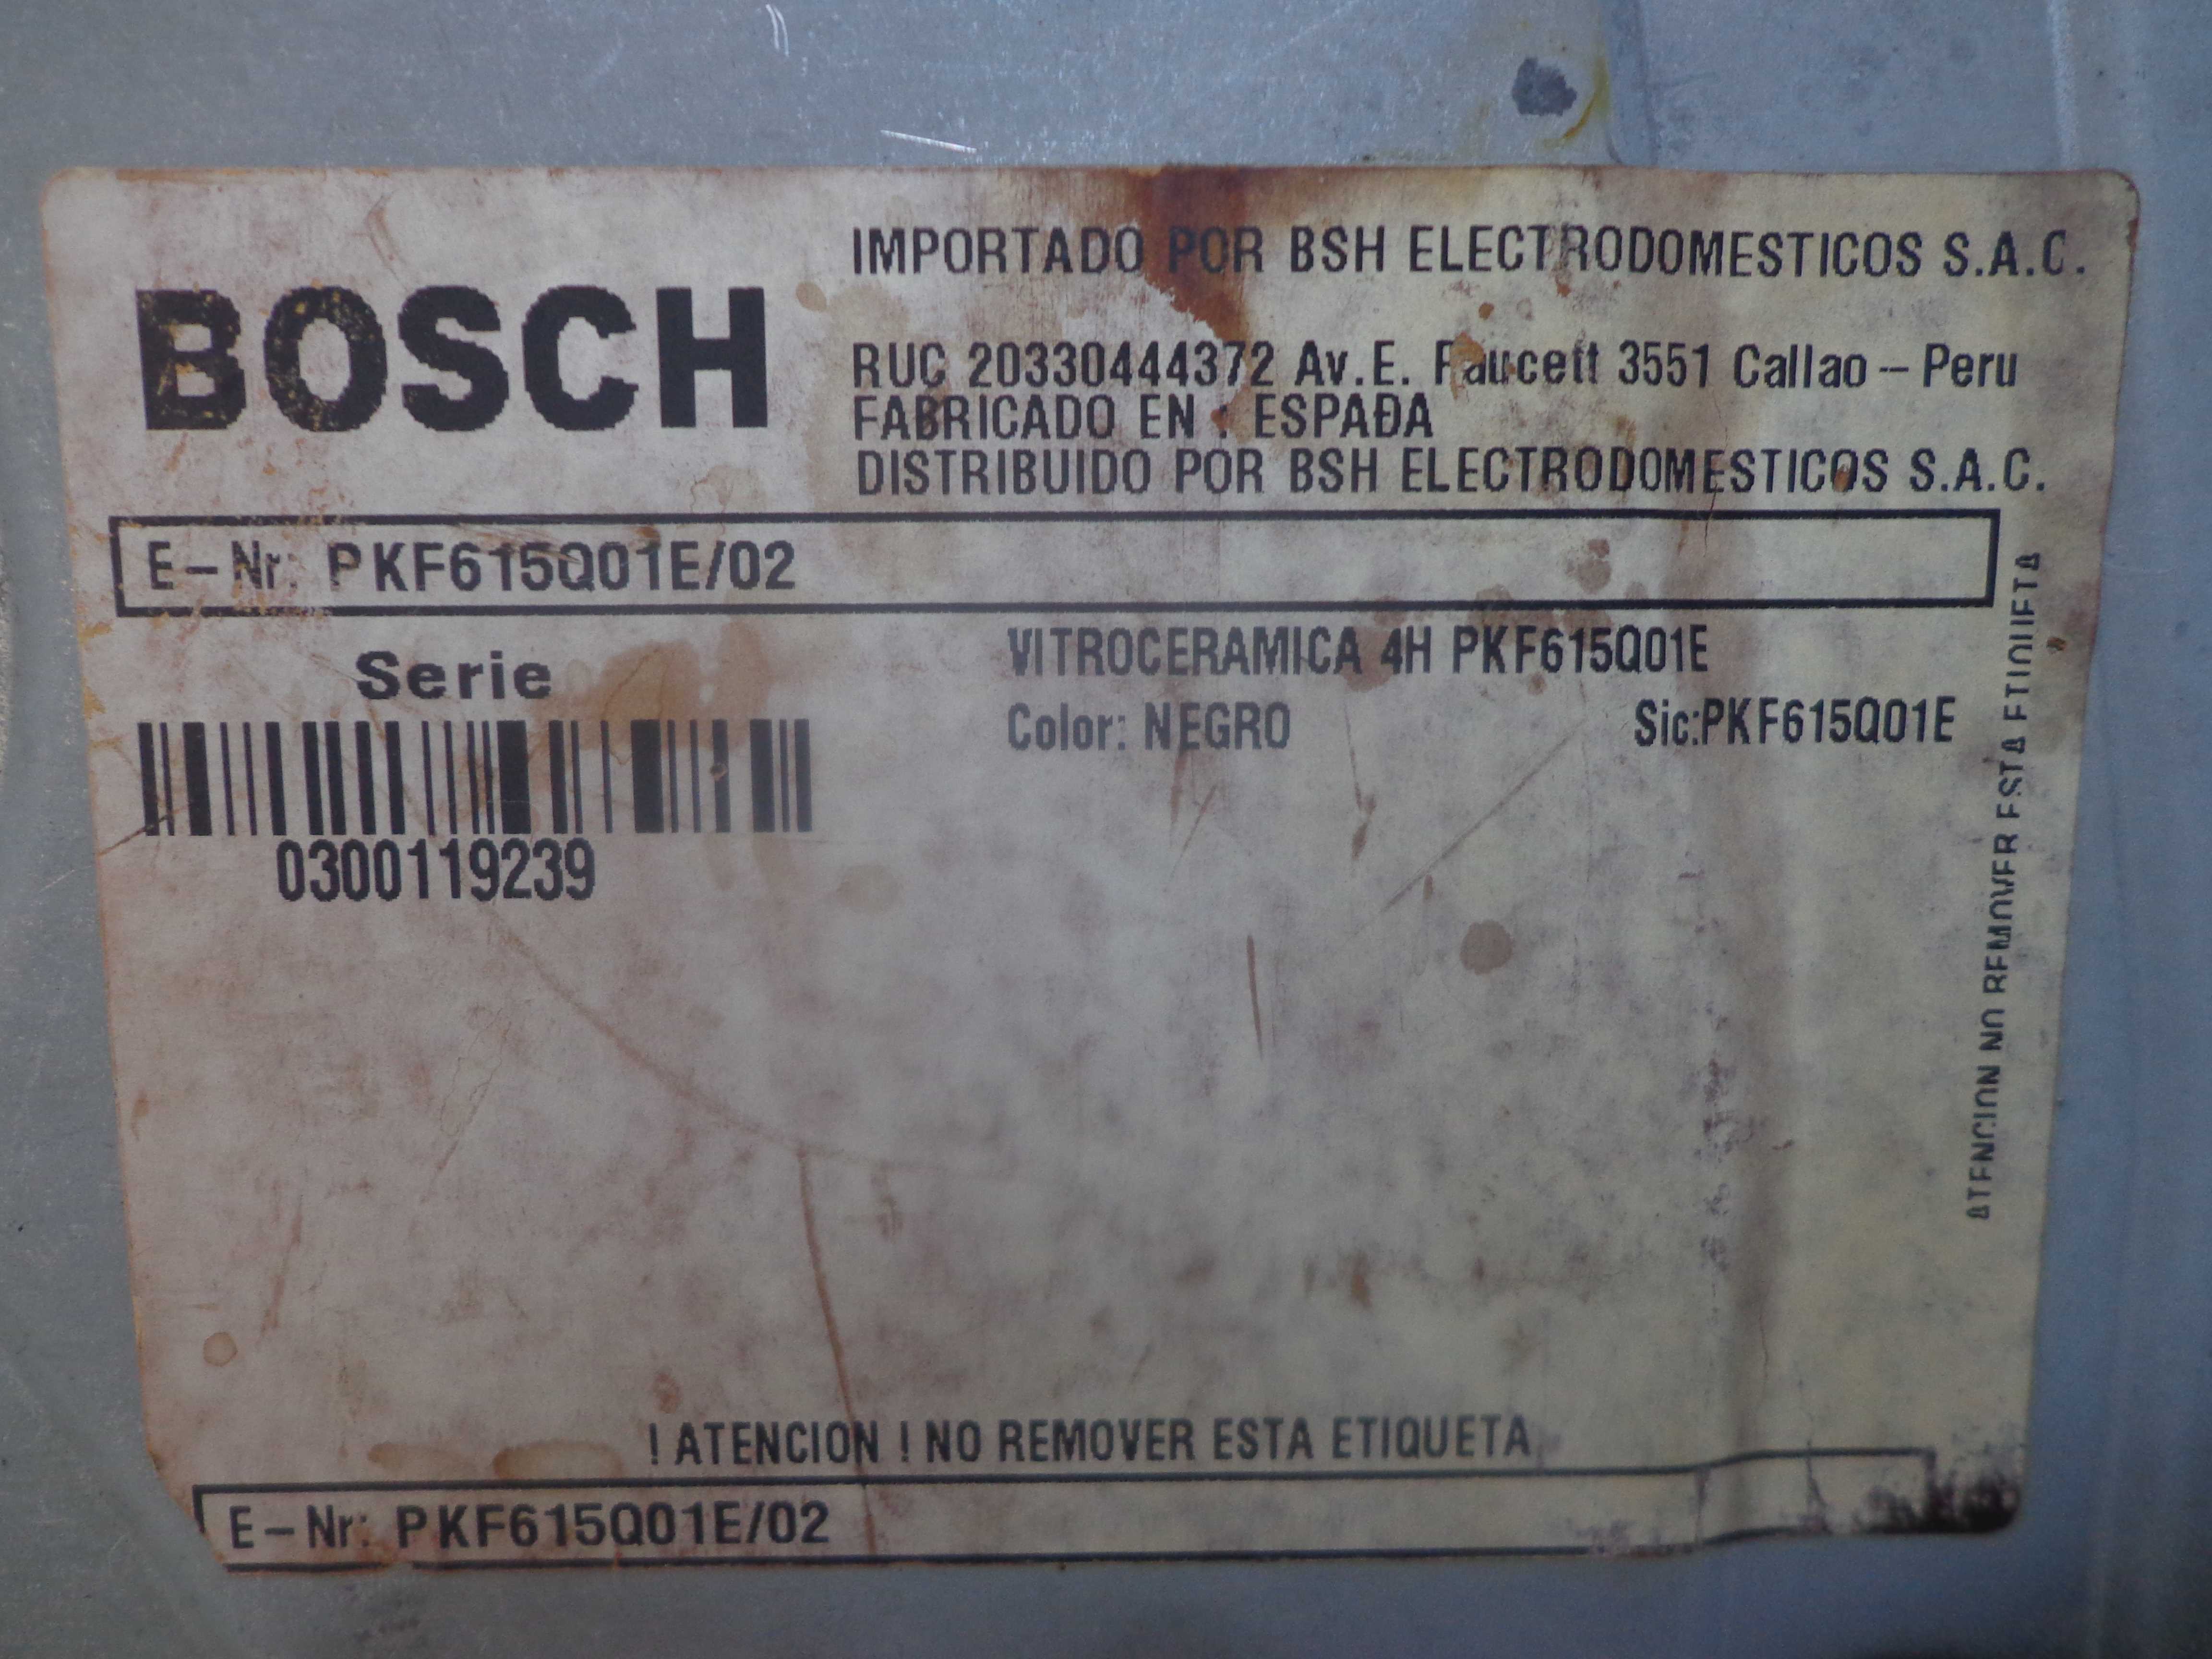 BOSCH
IMPORTADO POR BSH ELECTRODOMESTICOS S.A.C.
RUC 20330444372 Av.E. Faucett 3551 Callao – Peru
FABRICADO EN : ESPAÐA
DISTRIBUIDO POR BSH ELECTRODOMESTICOS S.A.C.
E–Nr: PKF615Q01E/02
Serie
0300119239
VITROCERAMICA 4H PKF615Q01E
Color: NEGRO Sic:PKF615Q01E
ATENCION NO REMOVER ESTA ETIQUETA
! ATENCION ! NO REMOVER ESTA ETIQUETA
E–Nr: PKF615Q01E/02